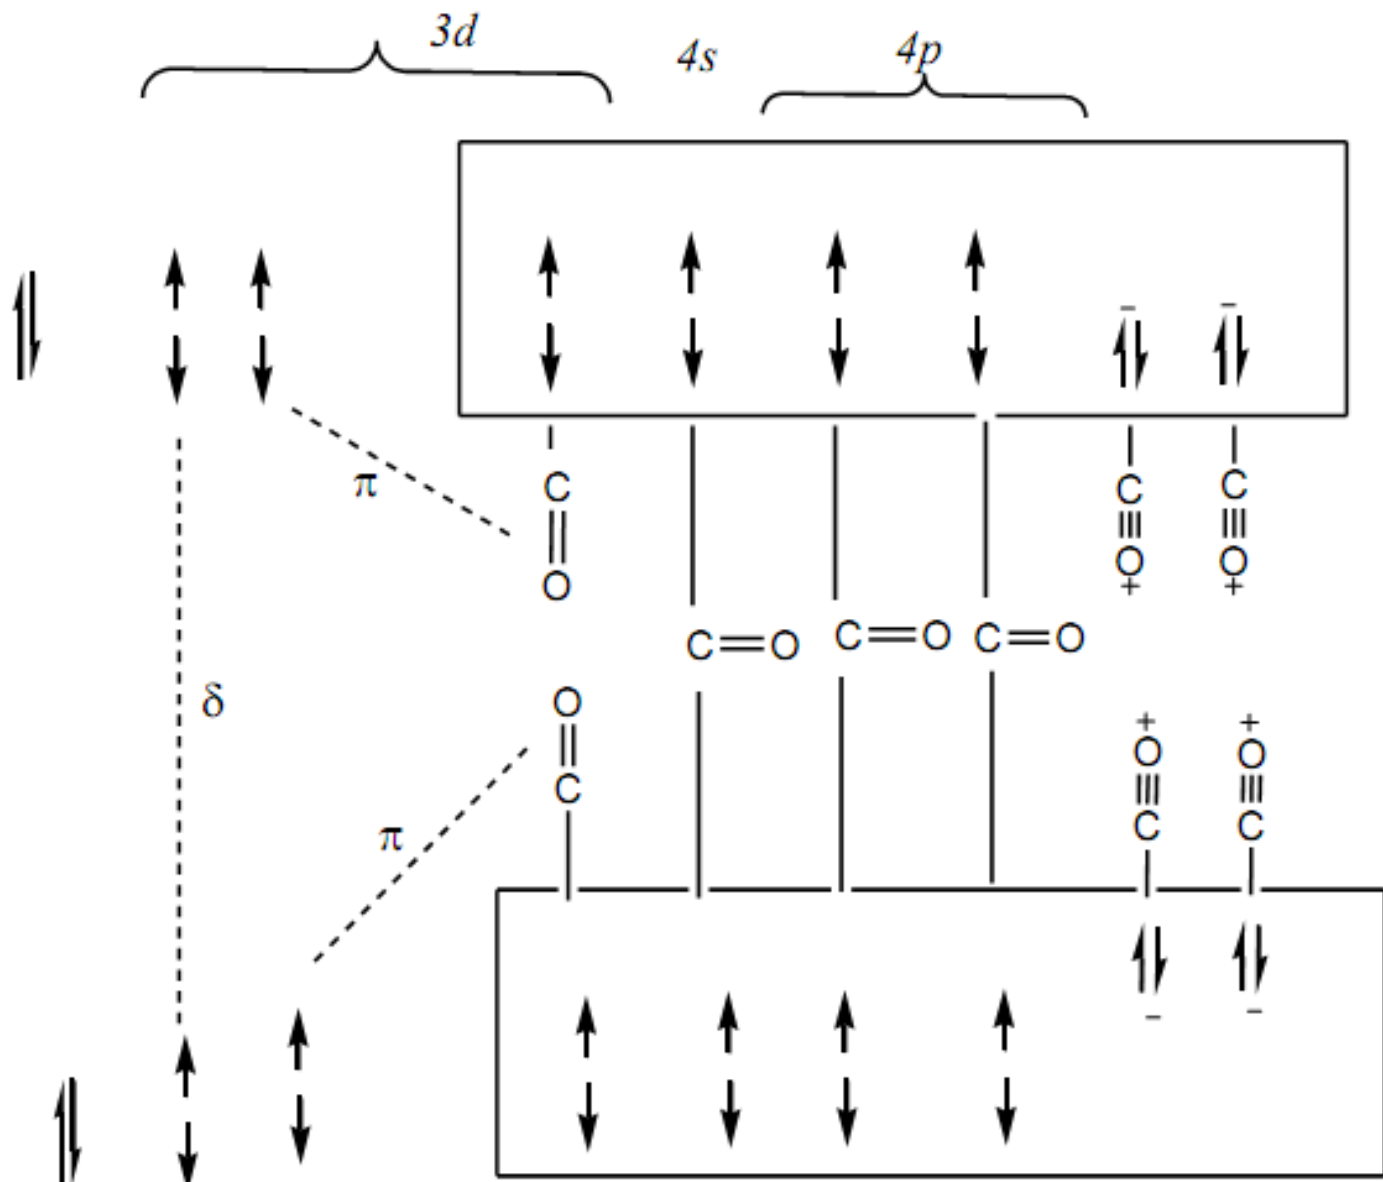 3d 4s 4p
− −
π C C C
O O O
+ +
C O C O C O
O δ + +
O O
π C C C
− −